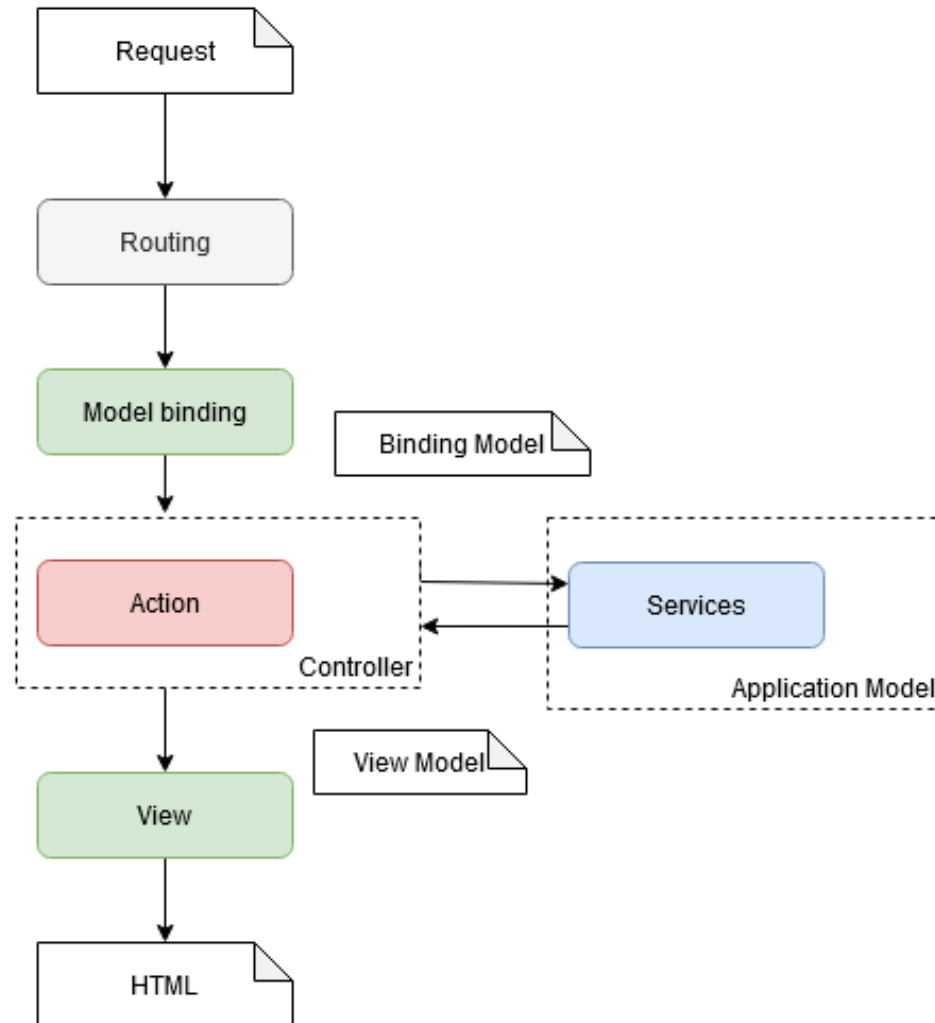 Request
Routing
Model binding
Binding Model
Action
Services
Controller
Application Model
View Model
View
HTML